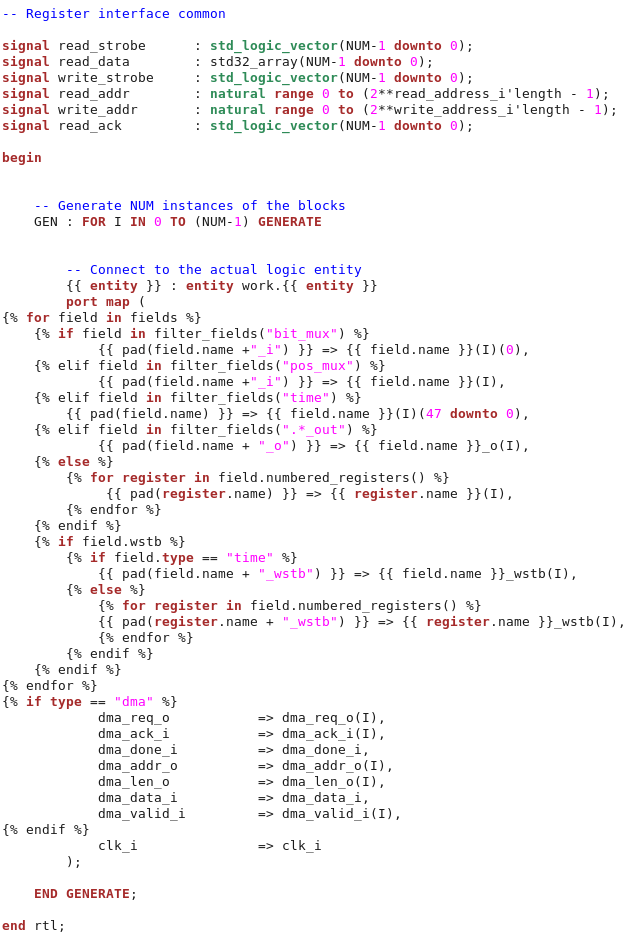 -- Register interface common
signal read_strobe      : std_logic_vector(NUM-1 downto 0);
signal read_data        : std32_array(NUM-1 downto 0);
signal write_strobe     : std_logic_vector(NUM-1 downto 0);
signal read_addr        : natural range 0 to (2**read_address_i'length - 1);
signal write_addr       : natural range 0 to (2**write_address_i'length - 1);
signal read_ack         : std_logic_vector(NUM-1 downto 0);
begin
    -- Generate NUM instances of the blocks
    GEN : FOR I IN 0 TO (NUM-1) GENERATE
        -- Connect to the actual logic entity
        {{ entity }} : entity work.{{ entity }}
        port map (
{% for field in fields %}
    {% if field in filter_fields("bit_mux") %}
            {{ pad(field.name +"_i") }} => {{ field.name }}(I)(0),
    {% elif field in filter_fields("pos_mux") %}
            {{ pad(field.name +"_i") }} => {{ field.name }}(I),
    {% elif field in filter_fields("time") %}
        {{ pad(field.name) }} => {{ field.name }}(I)(47 downto 0),
    {% elif field in filter_fields(".*_out") %}
            {{ pad(field.name + "_o") }} => {{ field.name }}_o(I),
    {% else %}
        {% for register in field.numbered_registers() %}
             {{ pad(register.name) }} => {{ register.name }}(I),
        {% endfor %}
    {% endif %}
    {% if field.wstb %}
        {% if field.type == "time" %}
            {{ pad(field.name + "_wstb") }} => {{ field.name }}_wstb(I),
        {% else %}
            {% for register in field.numbered_registers() %}
            {{ pad(register.name + "_wstb") }} => {{ register.name }}_wstb(I),
            {% endfor %}
        {% endif %}
    {% endif %}
{% endfor %}
{% if type == "dma" %}
            dma_req_o           => dma_req_o(I),
            dma_ack_i           => dma_ack_i(I),
            dma_done_i          => dma_done_i,
            dma_addr_o          => dma_addr_o(I),
            dma_len_o           => dma_len_o(I),
            dma_data_i          => dma_data_i,
            dma_valid_i         => dma_valid_i(I),
{% endif %}
            clk_i               => clk_i
        );
    END GENERATE;
end rtl;